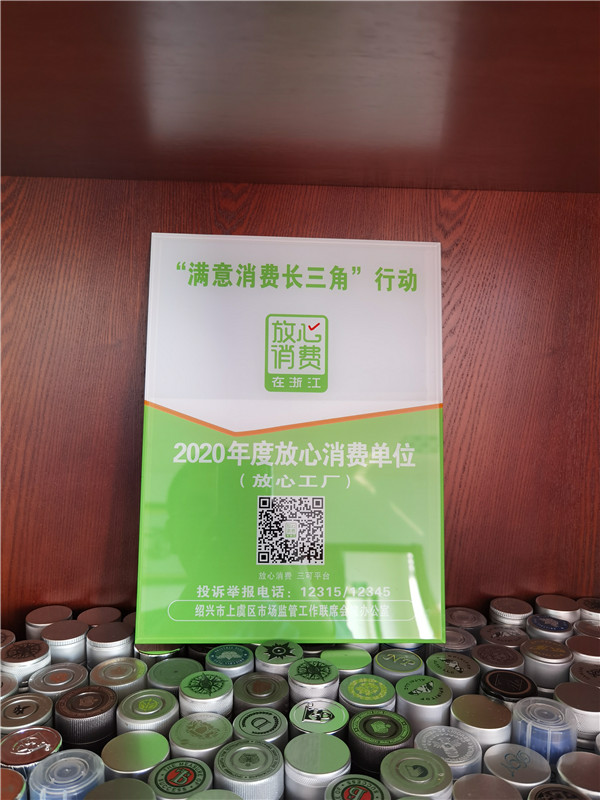 “满意消费长三角”行动
放心
消费
在浙江
2020年度放心消费单位
(放心工厂)
放心消费 三可平台
投诉举报电话：12315/12345
绍兴市上虞区市场监管工作联席会议办公室